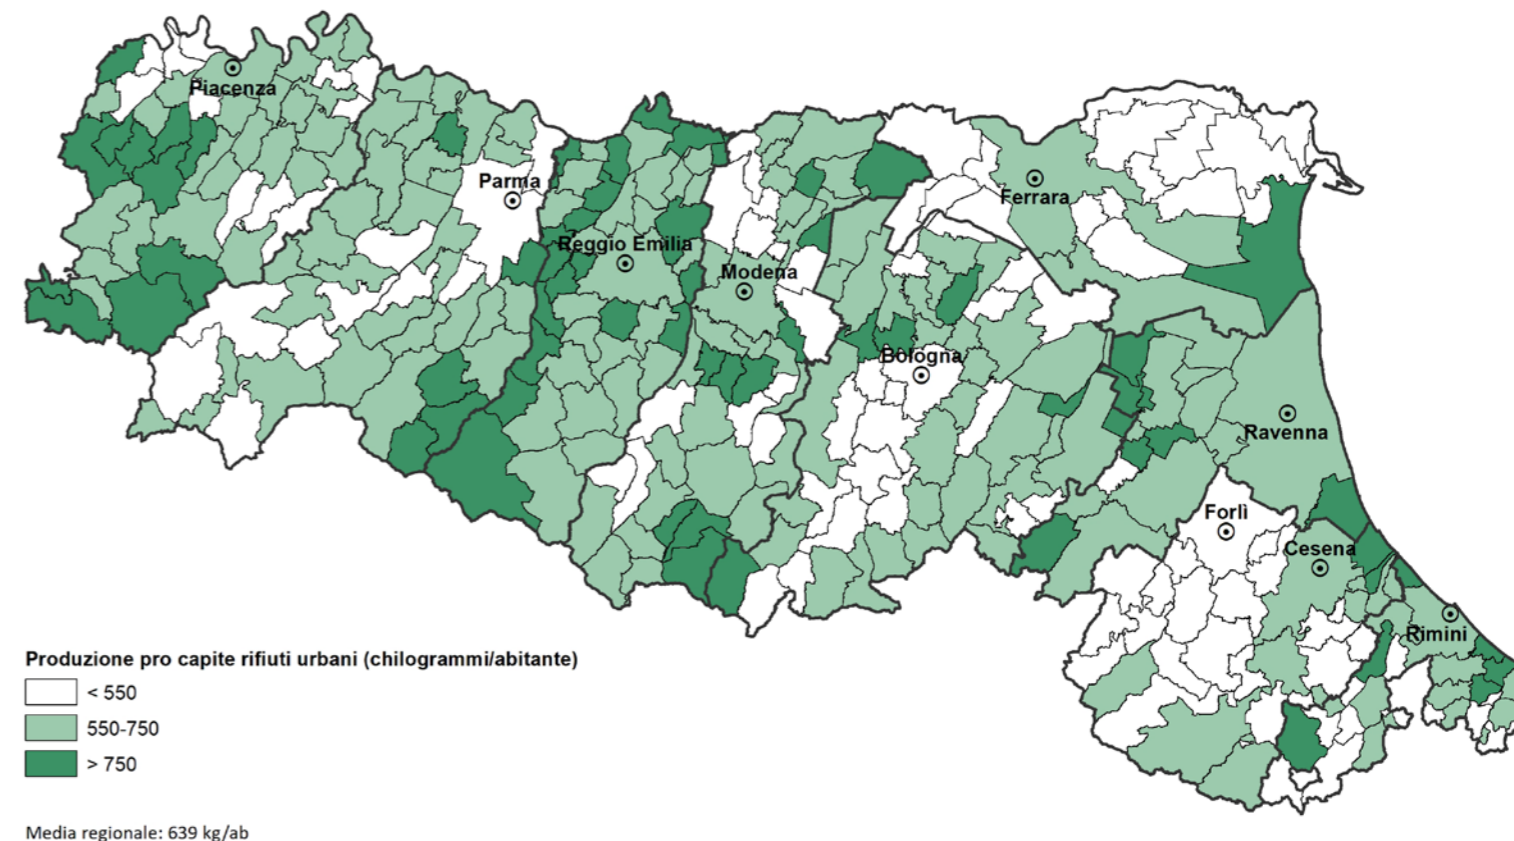 Piacenza
Parma
Ferrara
Reggio Emilia
Modena
Bologna
Ravenna
Forlì
Cesena
Rimini
Produzione pro capite rifiuti urbani (chilogrammi/abitante)
< 550
550-750
> 750
Media regionale: 639 kg/ab